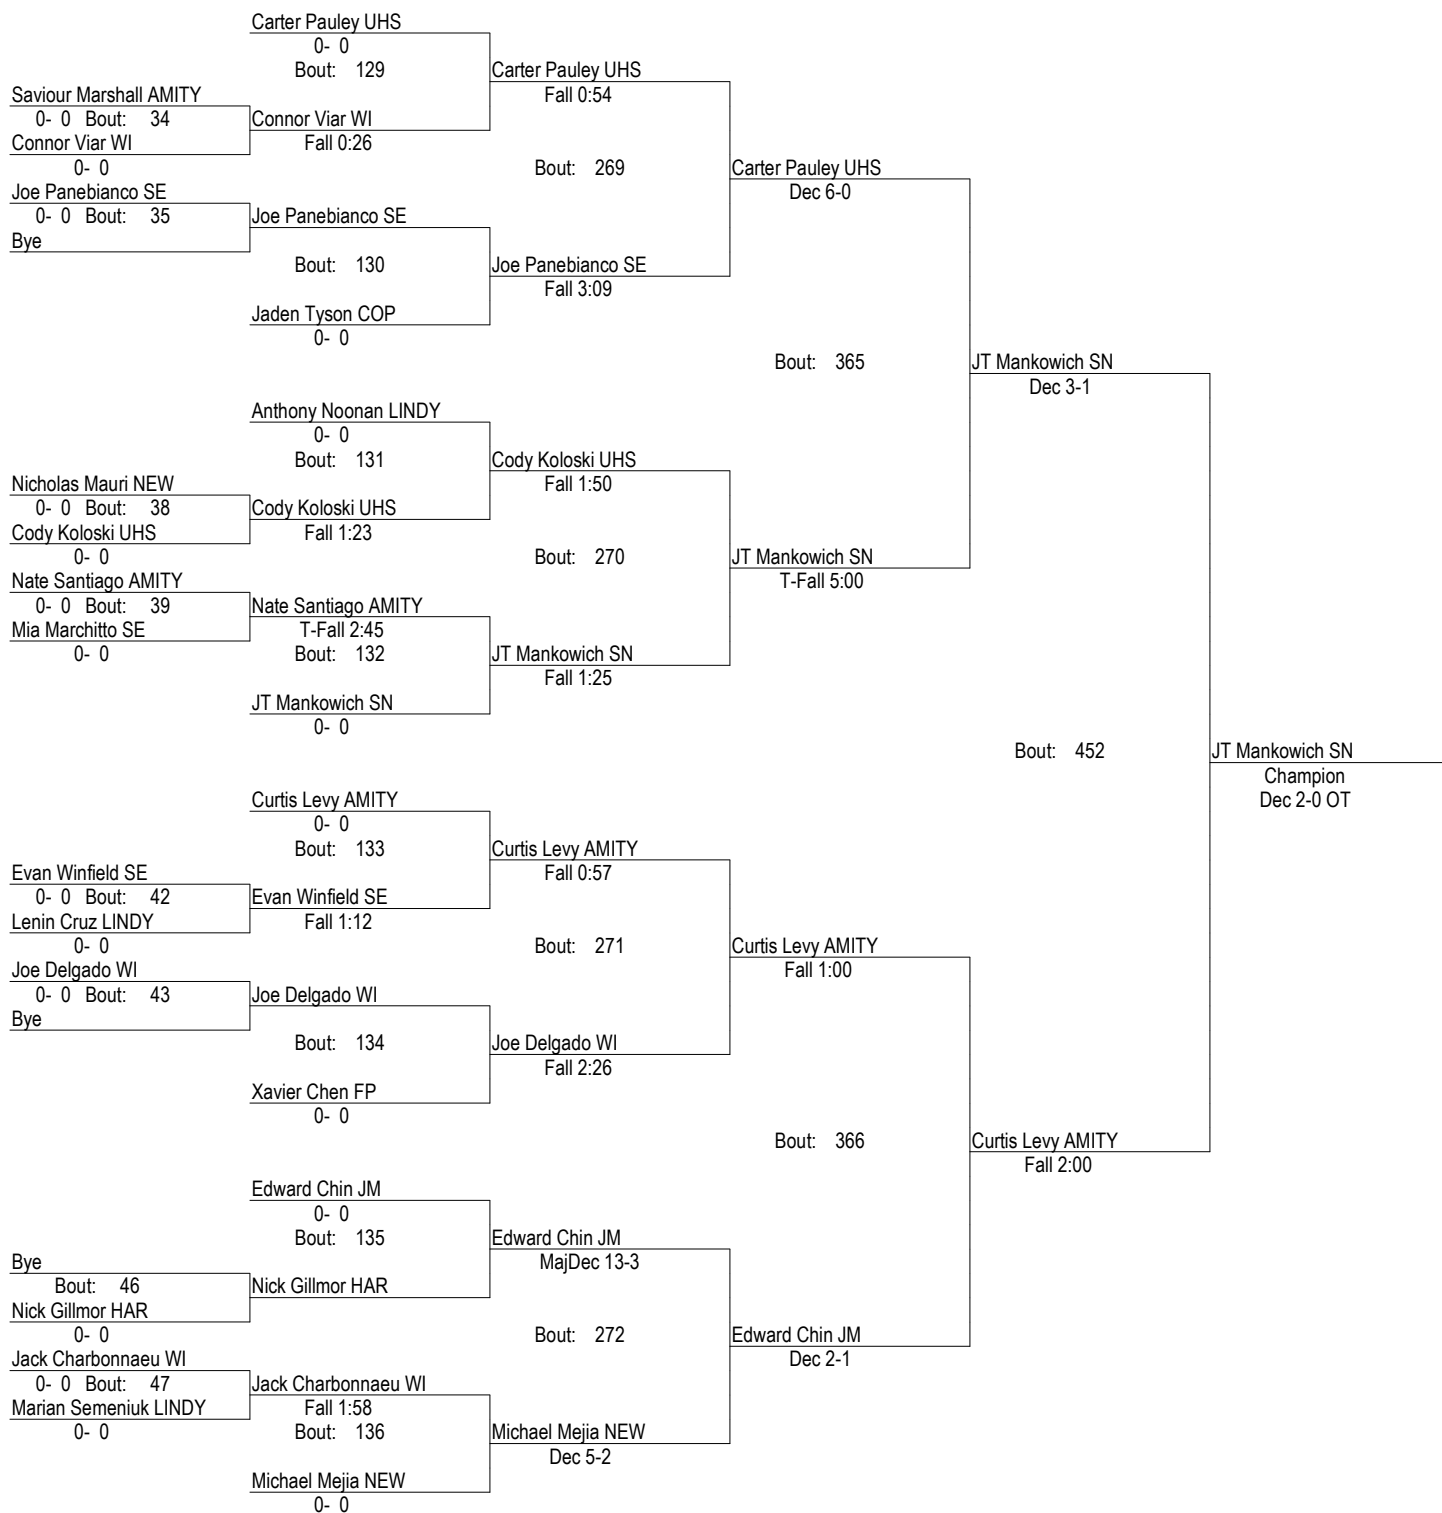 Carter Pauley UHS
0- 0
Bout: 129
Carter Pauley UHS
Fall 0:54
Saviour Marshall AMITY
0- 0 Bout: 34
Connor Viar WI
Fall 0:26
Connor Viar WI
0- 0
Bout: 269
Carter Pauley UHS
Dec 6-0
Joe Panebianco SE
0- 0 Bout: 35
Joe Panebianco SE
Bye
Bout: 130
Joe Panebianco SE
Fall 3:09
Jaden Tyson COP
0- 0
Bout: 365
JT Mankowich SN
Dec 3-1
Anthony Noonan LINDY
0- 0
Bout: 131
Cody Koloski UHS
Fall 1:50
Nicholas Mauri NEW
0- 0 Bout: 38
Cody Koloski UHS
Fall 1:23
Cody Koloski UHS
0- 0
Bout: 270
JT Mankowich SN
T-Fall 5:00
Nate Santiago AMITY
0- 0 Bout: 39
Nate Santiago AMITY
T-Fall 2:45
Mia Marchitto SE
0- 0
Bout: 132
JT Mankowich SN
Fall 1:25
JT Mankowich SN
0- 0
Bout: 452
JT Mankowich SN
Champion
Dec 2-0 OT
Curtis Levy AMITY
0- 0
Bout: 133
Curtis Levy AMITY
Fall 0:57
Evan Winfield SE
0- 0 Bout: 42
Evan Winfield SE
Fall 1:12
Lenin Cruz LINDY
0- 0
Bout: 271
Curtis Levy AMITY
Fall 1:00
Joe Delgado WI
0- 0 Bout: 43
Joe Delgado WI
Bye
Bout: 134
Joe Delgado WI
Fall 2:26
Xavier Chen FP
0- 0
Bout: 366
Curtis Levy AMITY
Fall 2:00
Edward Chin JM
0- 0
Bout: 135
Edward Chin JM
MajDec 13-3
Bye
Bout: 46
Nick Gillmor HAR
Nick Gillmor HAR
0- 0
Bout: 272
Edward Chin JM
Dec 2-1
Jack Charbonnaeu WI
0- 0 Bout: 47
Jack Charbonnaeu WI
Fall 1:58
Marian Semeniuk LINDY
0- 0
Bout: 136
Michael Mejia NEW
Dec 5-2
Michael Mejia NEW
0- 0